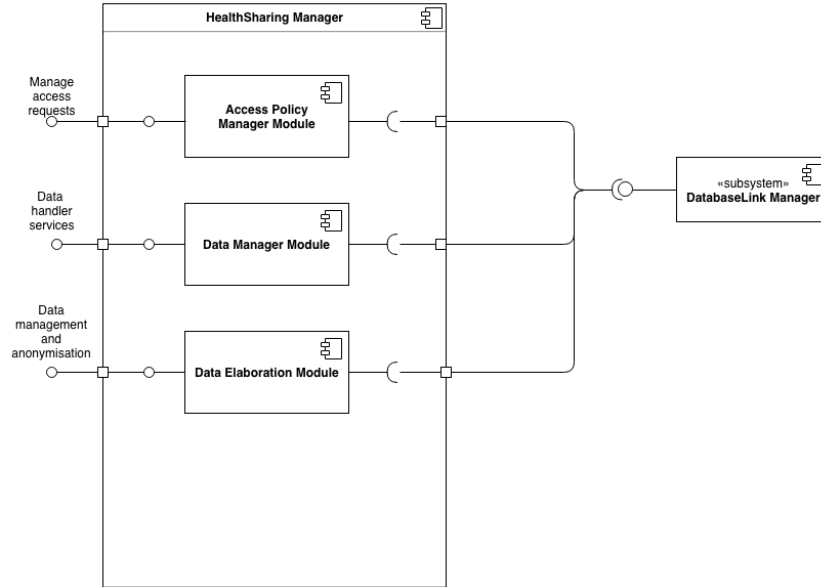 HealthSharing Manager
Manage
access
requests
Access Policy
Manager Module
«subsystem»
DatabaseLink Manager
Data
handler
services
Data Manager Module
Data
management
and
anonymisation
Data Elaboration Module